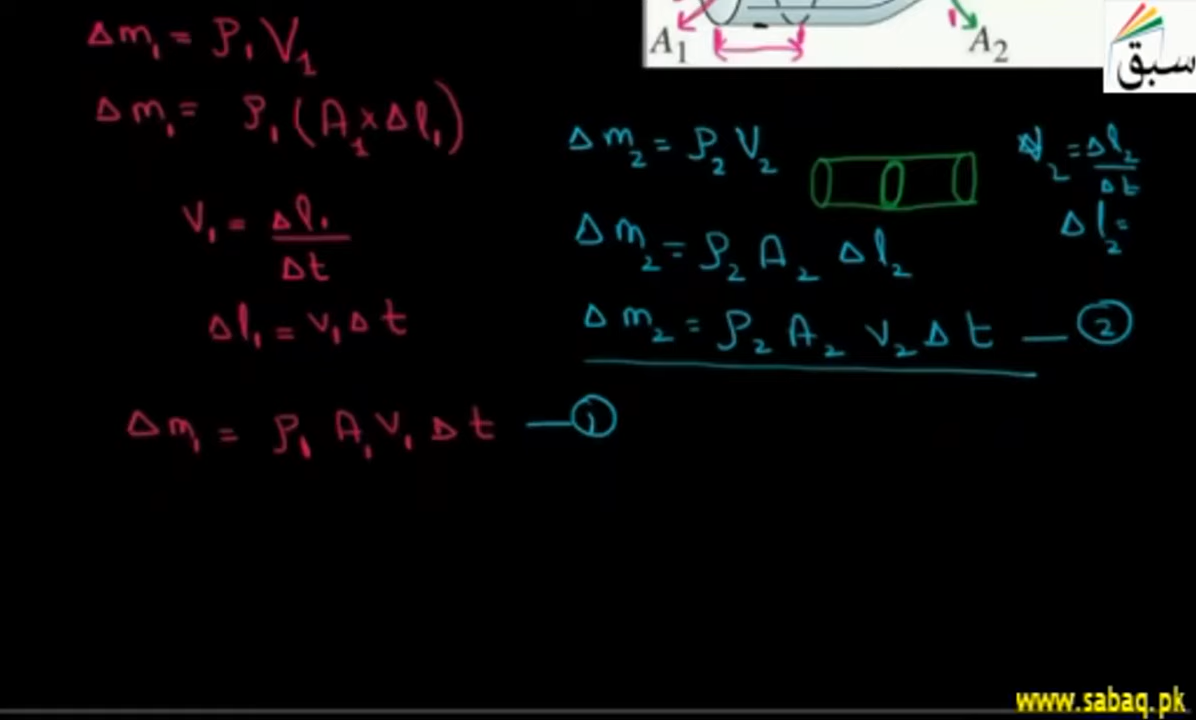 Δm₁ = ρ₁ V₁
Δm₁ = ρ₁ (A₁ x Δl₁)
V₁ = Δl₁ / Δt
Δl₁ = v₁ Δt
Δm₁ = ρ₁ A₁ V₁ Δt — ①
A₁
A₂
سبق
Δm₂ = ρ₂ V₂
V₂ = Δl₂ / Δt
Δl₂ =
Δm₂ = ρ₂ A₂ Δl₂
Δm₂ = ρ₂ A₂ V₂ Δt — ②
www.sabaq.pk